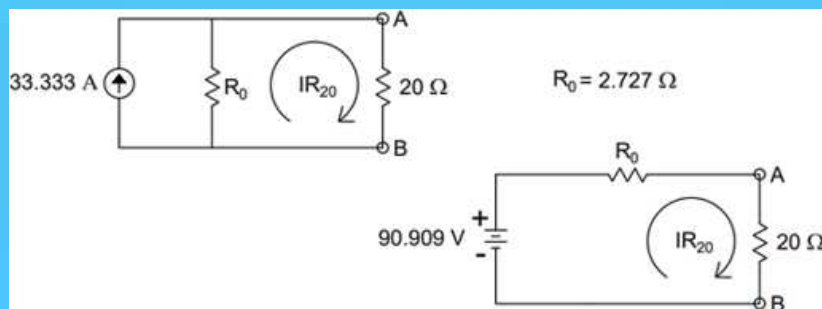 A
33.333 A
R₀
IR₂₀
20 Ω
R₀ = 2.727 Ω
B
R₀
A
+
90.909 V
-
IR₂₀
20 Ω
B